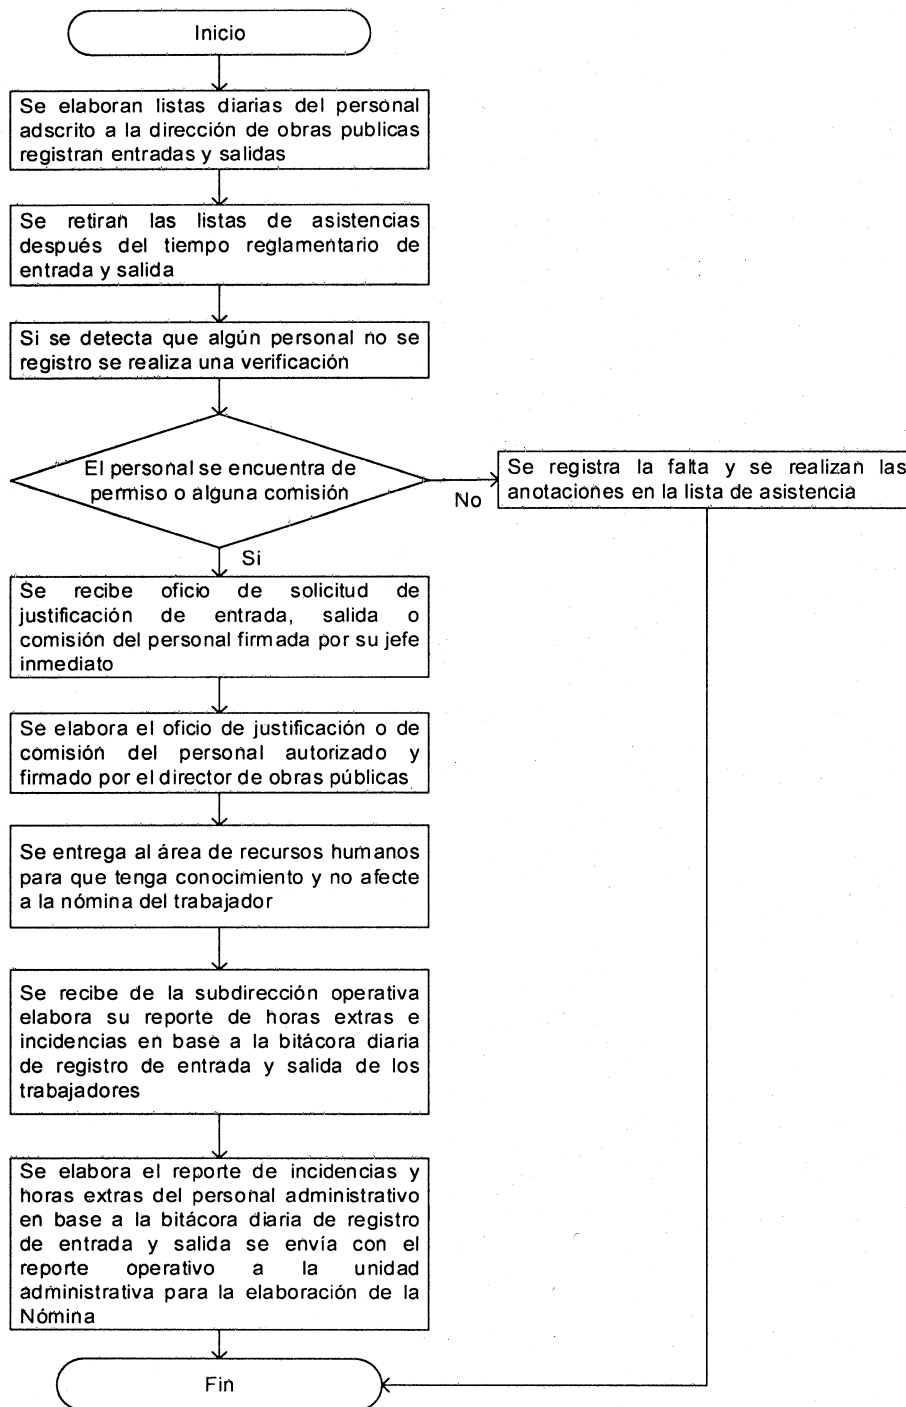 Inicio
Se elaboran listas diarias del personal
adscrito a la dirección de obras publicas
registran entradas y salidas
Se retiran las listas de asistencias
después del tiempo reglamentario de
entrada y salida
Si se detecta que algún personal no se
registro se realiza una verificación
El personal se encuentra de
permiso o alguna comisión
No
Se registra la falta y se realizan las
anotaciones en la lista de asistencia
Si
Se recibe oficio de solicitud de
justificación de entrada, salida o
comisión del personal firmada por su jefe
inmediato
Se elabora el oficio de justificación o de
comisión del personal autorizado y
firmado por el director de obras públicas
Se entrega al área de recursos humanos
para que tenga conocimiento y no afecte
a la nómina del trabajador
Se recibe de la subdirección operativa
elabora su reporte de horas extras e
incidencias en base a la bitácora diaria
de registro de entrada y salida de los
trabajadores
Se elabora el reporte de incidencias y
horas extras del personal administrativo
en base a la bitácora diaria de registro
de entrada y salida se envía con el
reporte operativo a la unidad
administrativa para la elaboración de la
Nómina
Fin